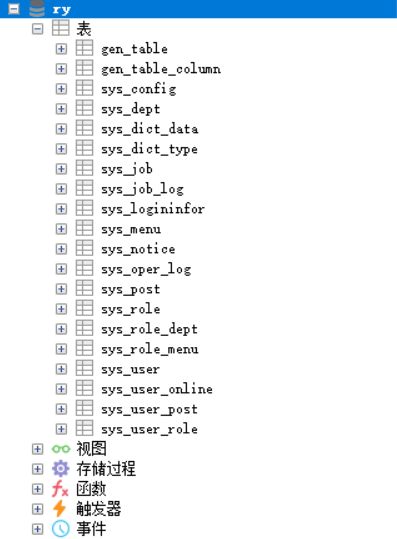 ry
表
gen_table
gen_table_column
sys_config
sys_dept
sys_dict_data
sys_dict_type
sys_job
sys_job_log
sys_logininfor
sys_menu
sys_notice
sys_oper_log
sys_post
sys_role
sys_role_dept
sys_role_menu
sys_user
sys_user_online
sys_user_post
sys_user_role
视图
存储过程
函数
触发器
事件